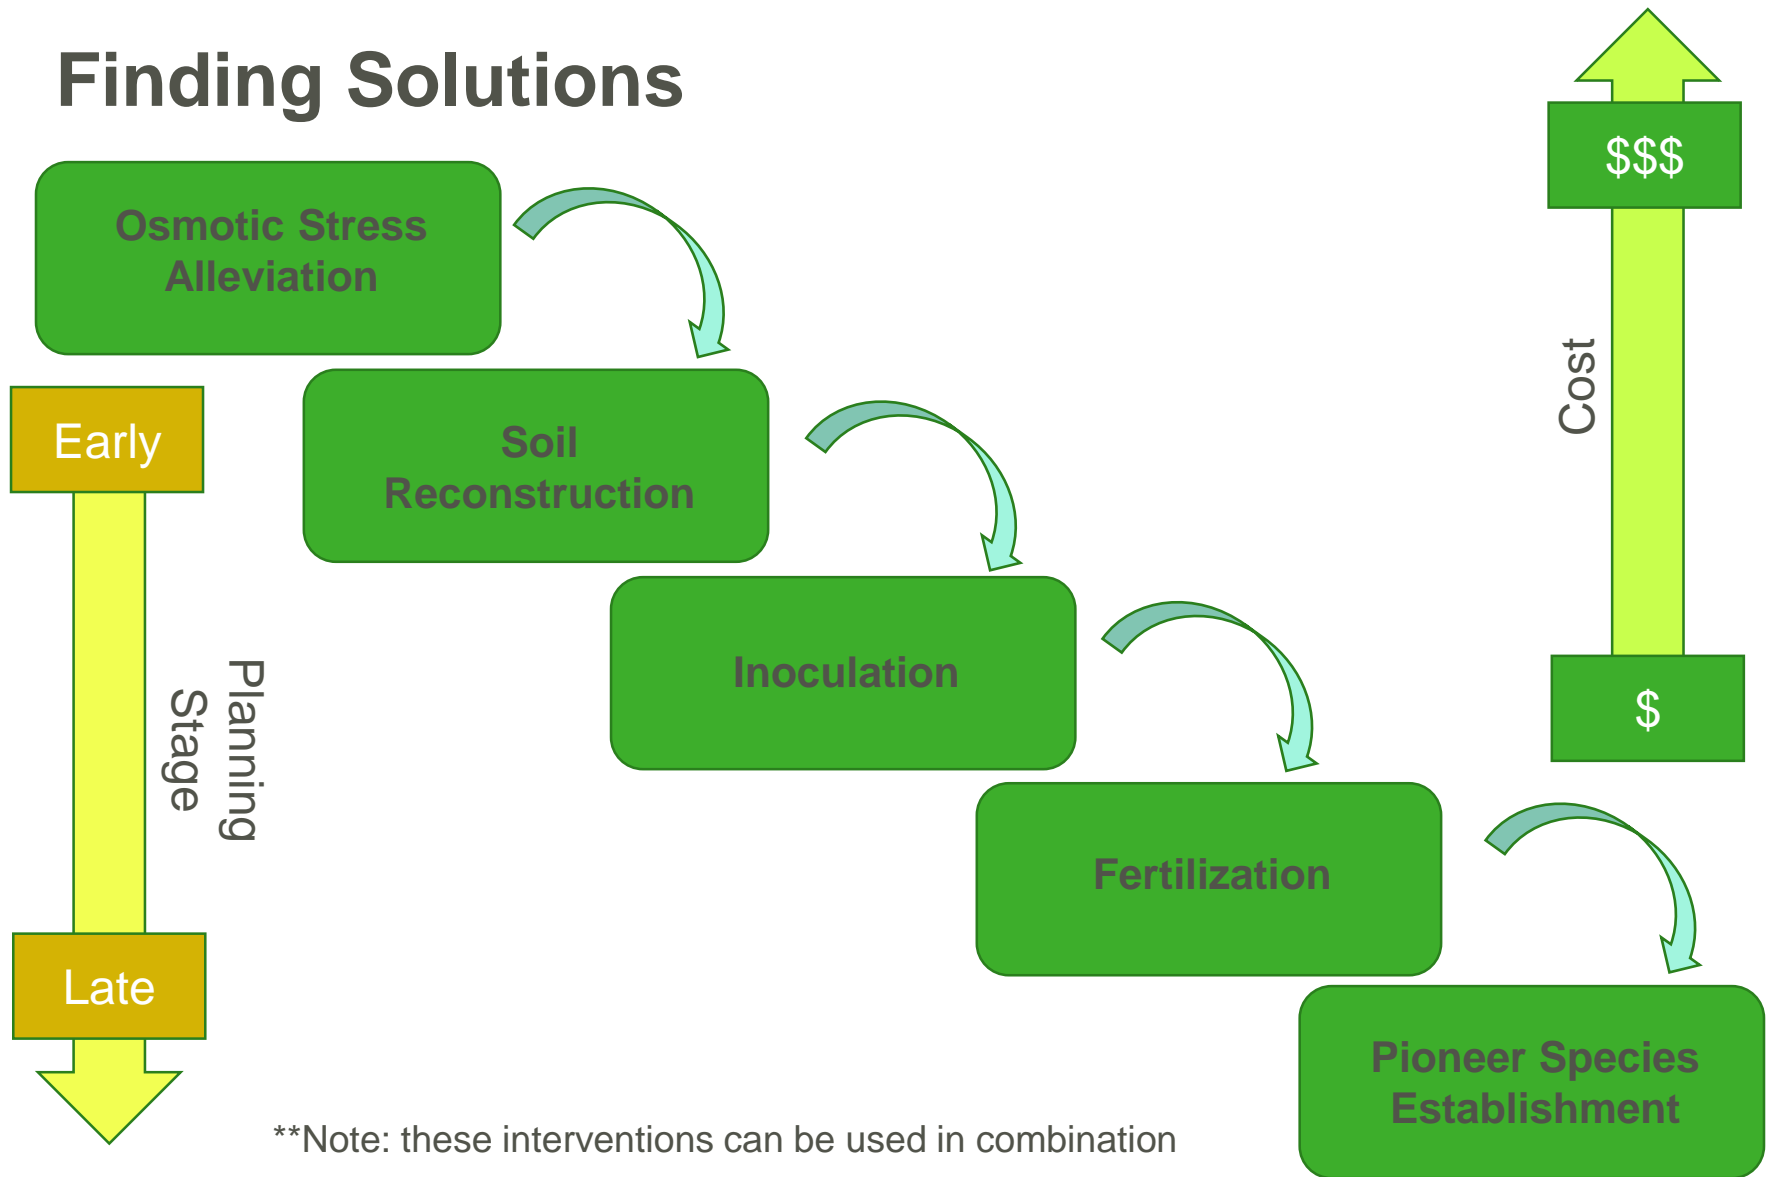 Finding Solutions
$$$
Osmotic Stress
Alleviation
Cost
Early
Soil
Reconstruction
Planning
Stage
Inoculation
$
Fertilization
Late
Pioneer Species
Establishment
**Note: these interventions can be used in combination